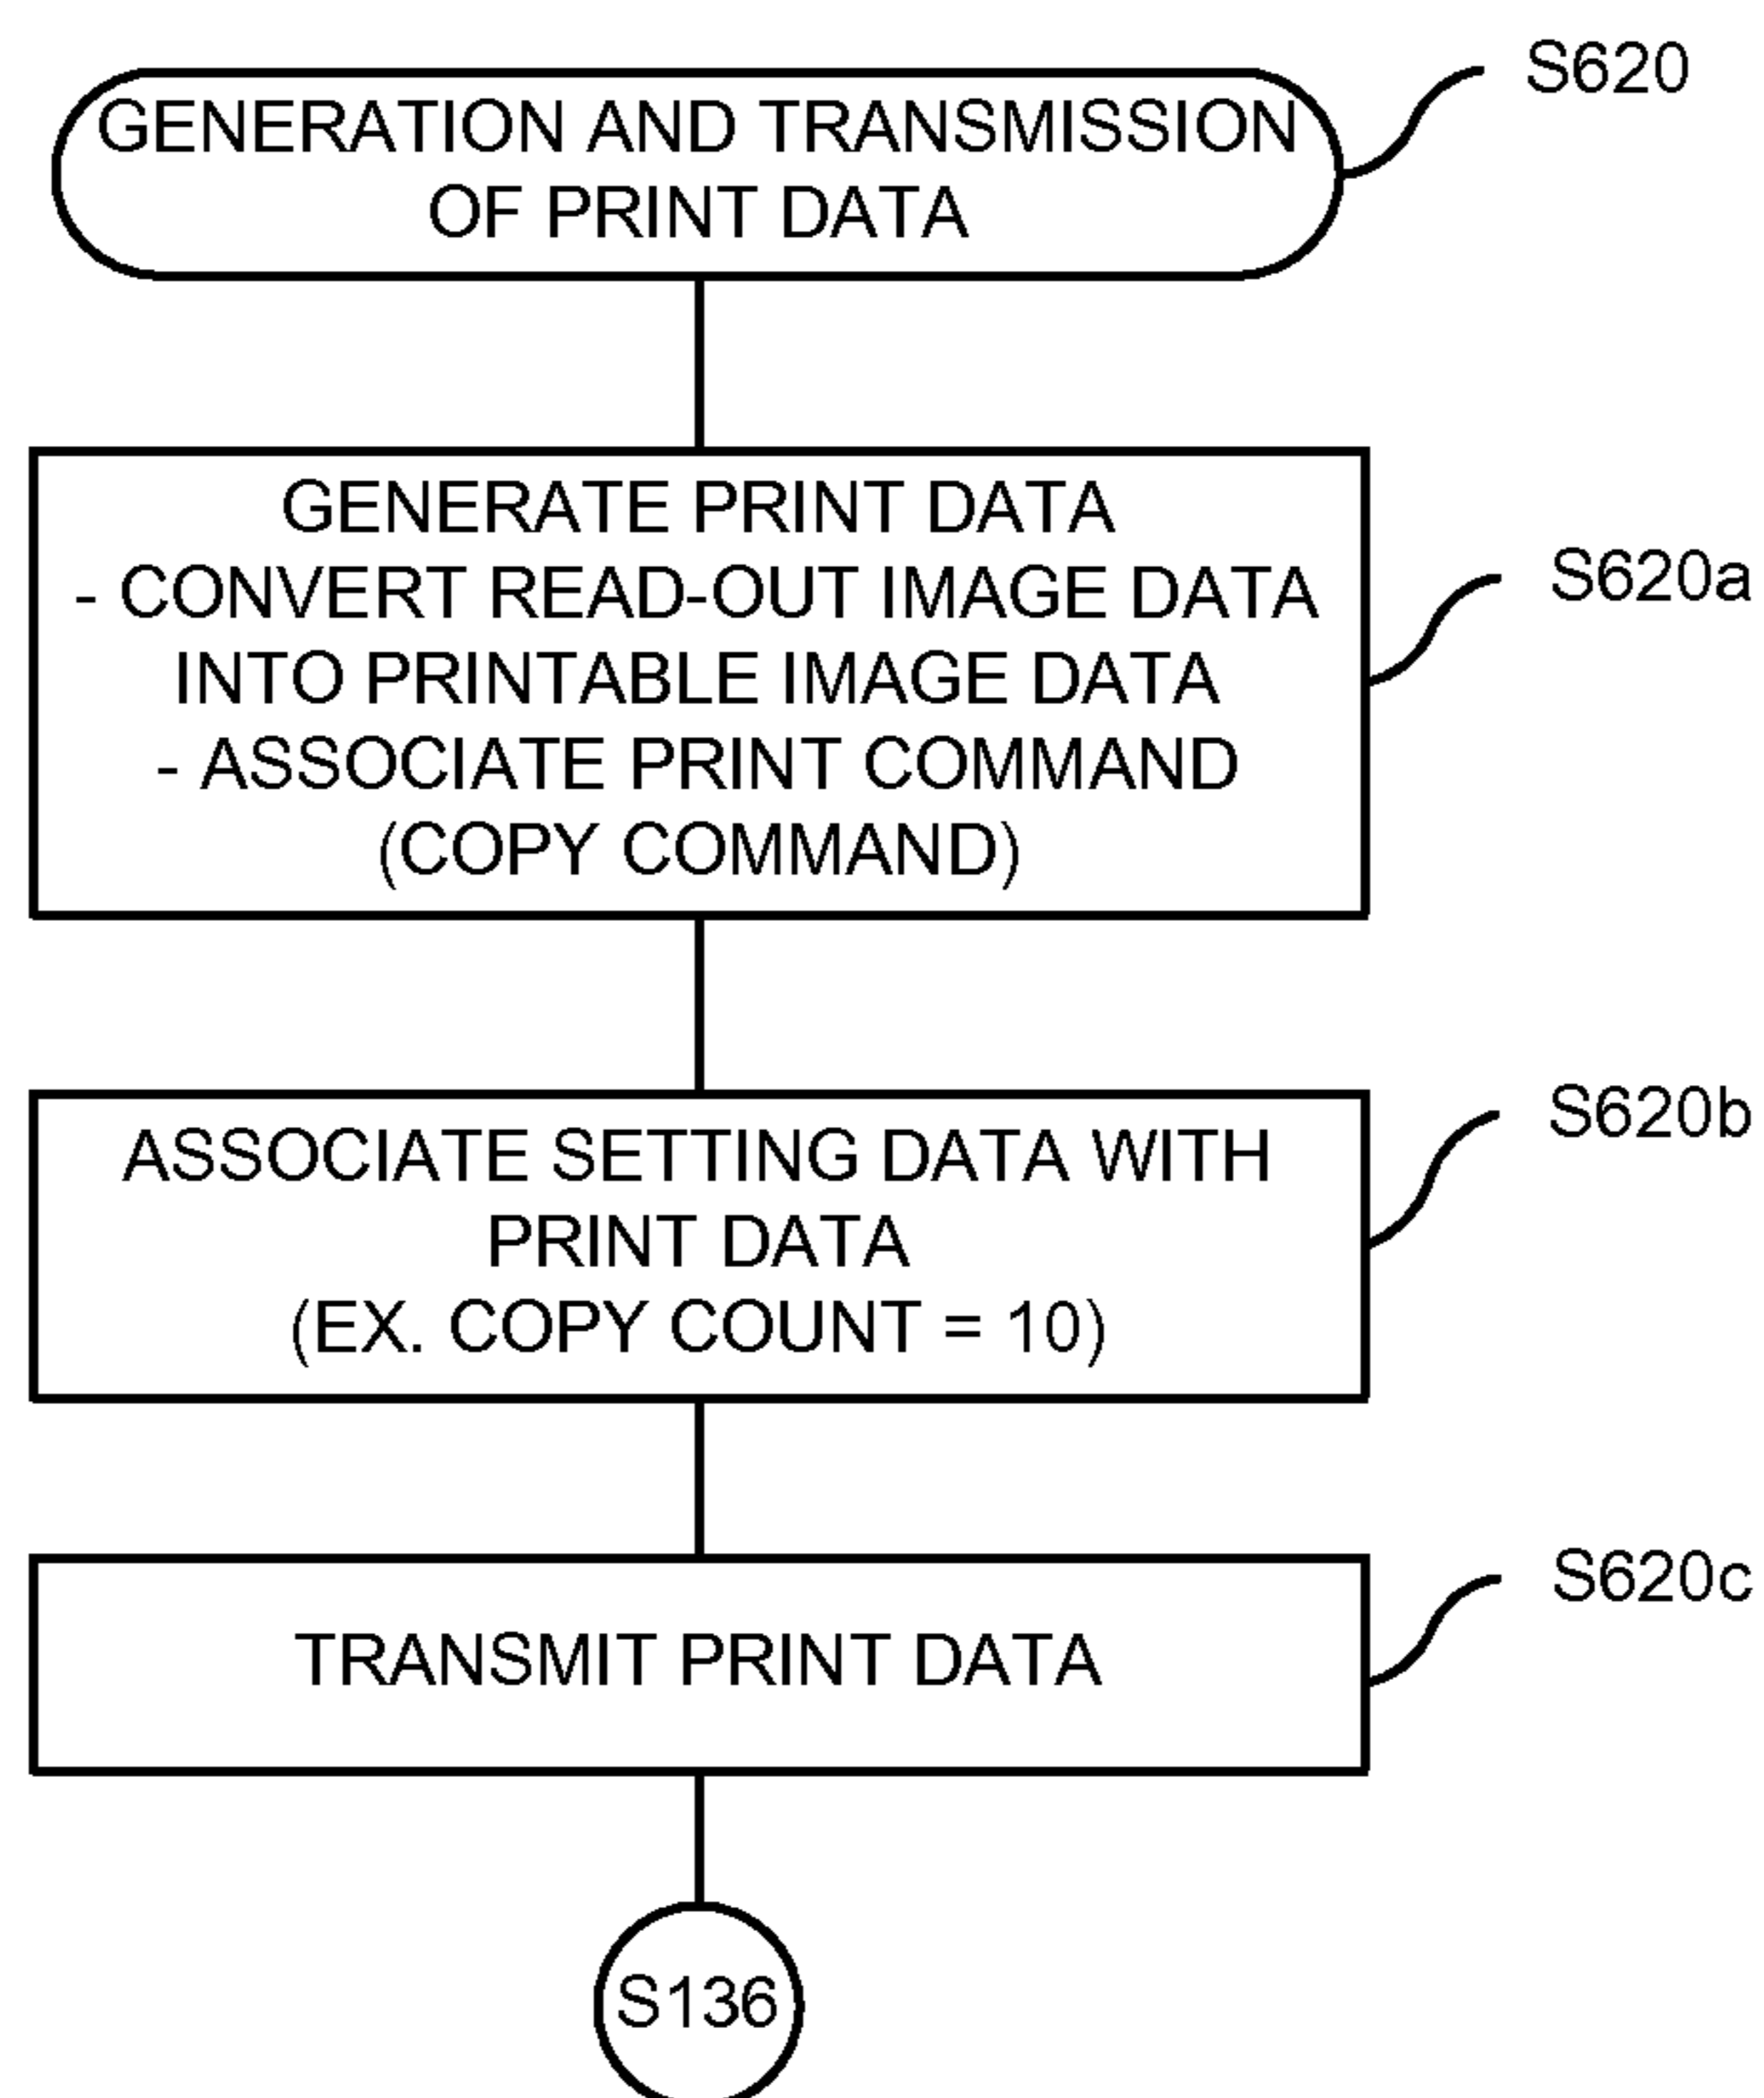 S620
GENERATION AND TRANSMISSION
OF PRINT DATA
GENERATE PRINT DATA
- CONVERT READ-OUT IMAGE DATA
INTO PRINTABLE IMAGE DATA
- ASSOCIATE PRINT COMMAND
(COPY COMMAND)
S620a
ASSOCIATE SETTING DATA WITH
PRINT DATA
(EX. COPY COUNT = 10)
S620b
TRANSMIT PRINT DATA
S620c
S136